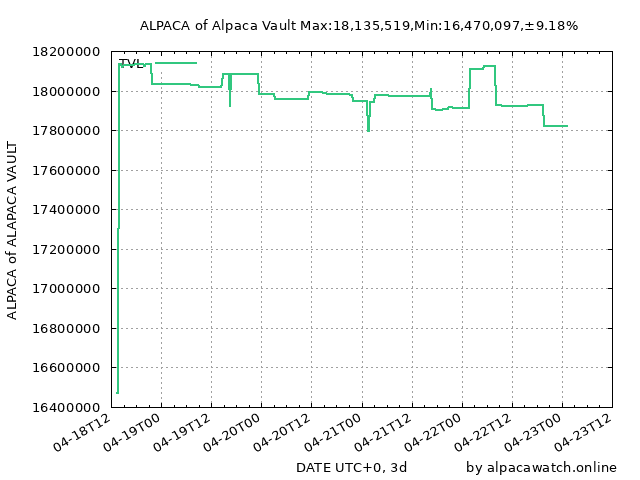 ALPACA of Alpaca Vault Max:18,135,519,Min:16,470,097,±9.18%
TVL
18200000
18000000
17800000
17600000
17400000
17200000
17000000
16800000
16600000
16400000
ALPACA of ALAPACA VAULT
04-18T12
04-19T00
04-19T12
04-20T00
04-20T12
04-21T00
04-21T12
04-22T00
04-22T12
04-23T00
04-23T12
DATE UTC+0, 3d
by alpacawatch.online